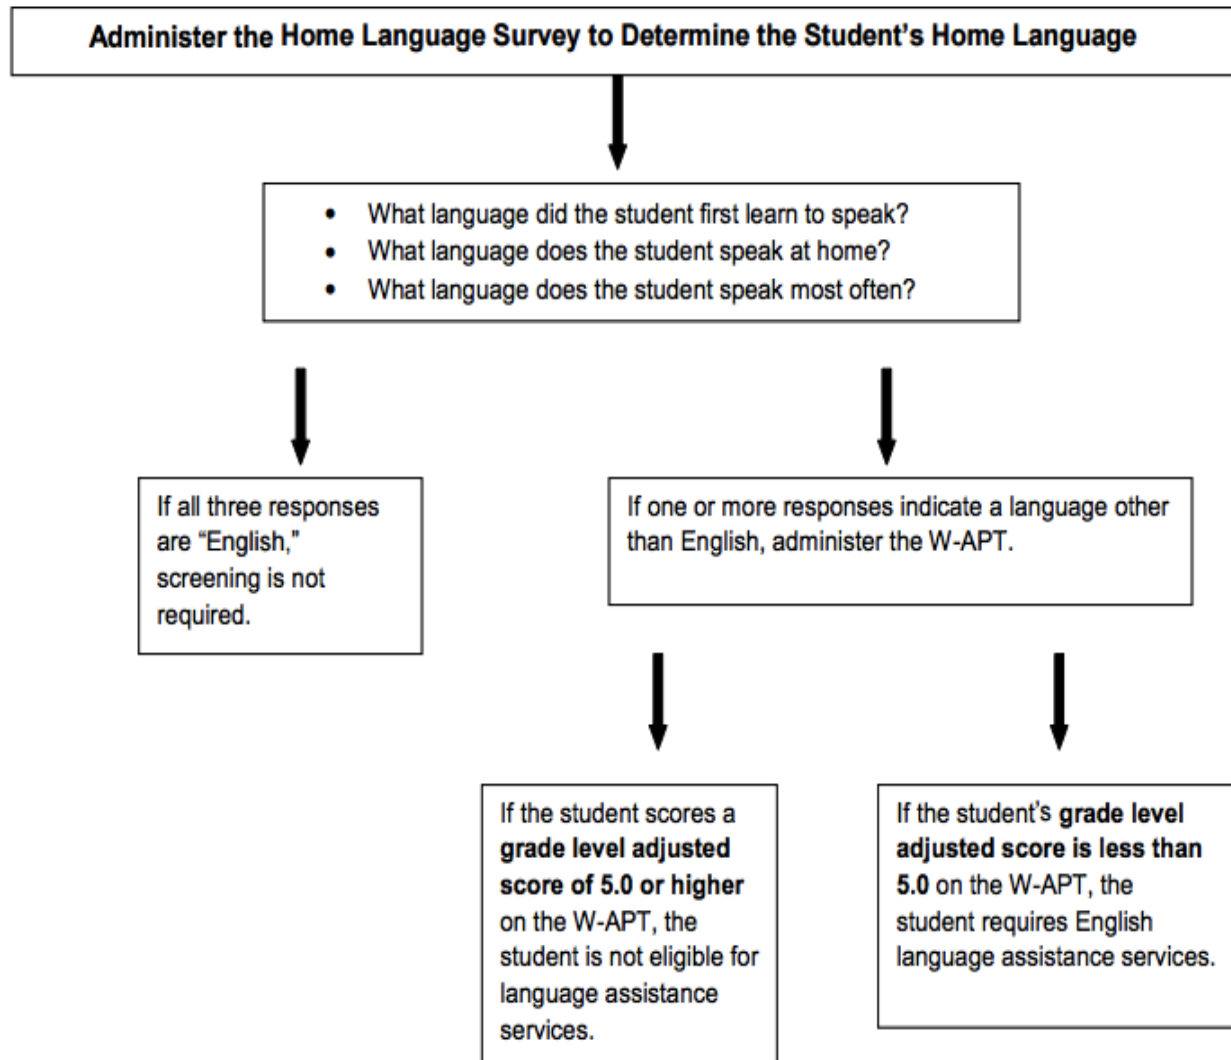 Administer the Home Language Survey to Determine the Student's Home Language
• What language did the student first learn to speak?
• What language does the student speak at home?
• What language does the student speak most often?
If all three responses
are “English,”
screening is not
required.
If one or more responses indicate a language other
than English, administer the W-APT.
If the student scores a
grade level adjusted
score of 5.0 or higher
on the W-APT, the
student is not eligible for
language assistance
services.
If the student's grade level
adjusted score is less than
5.0 on the W-APT, the
student requires English
language assistance services.